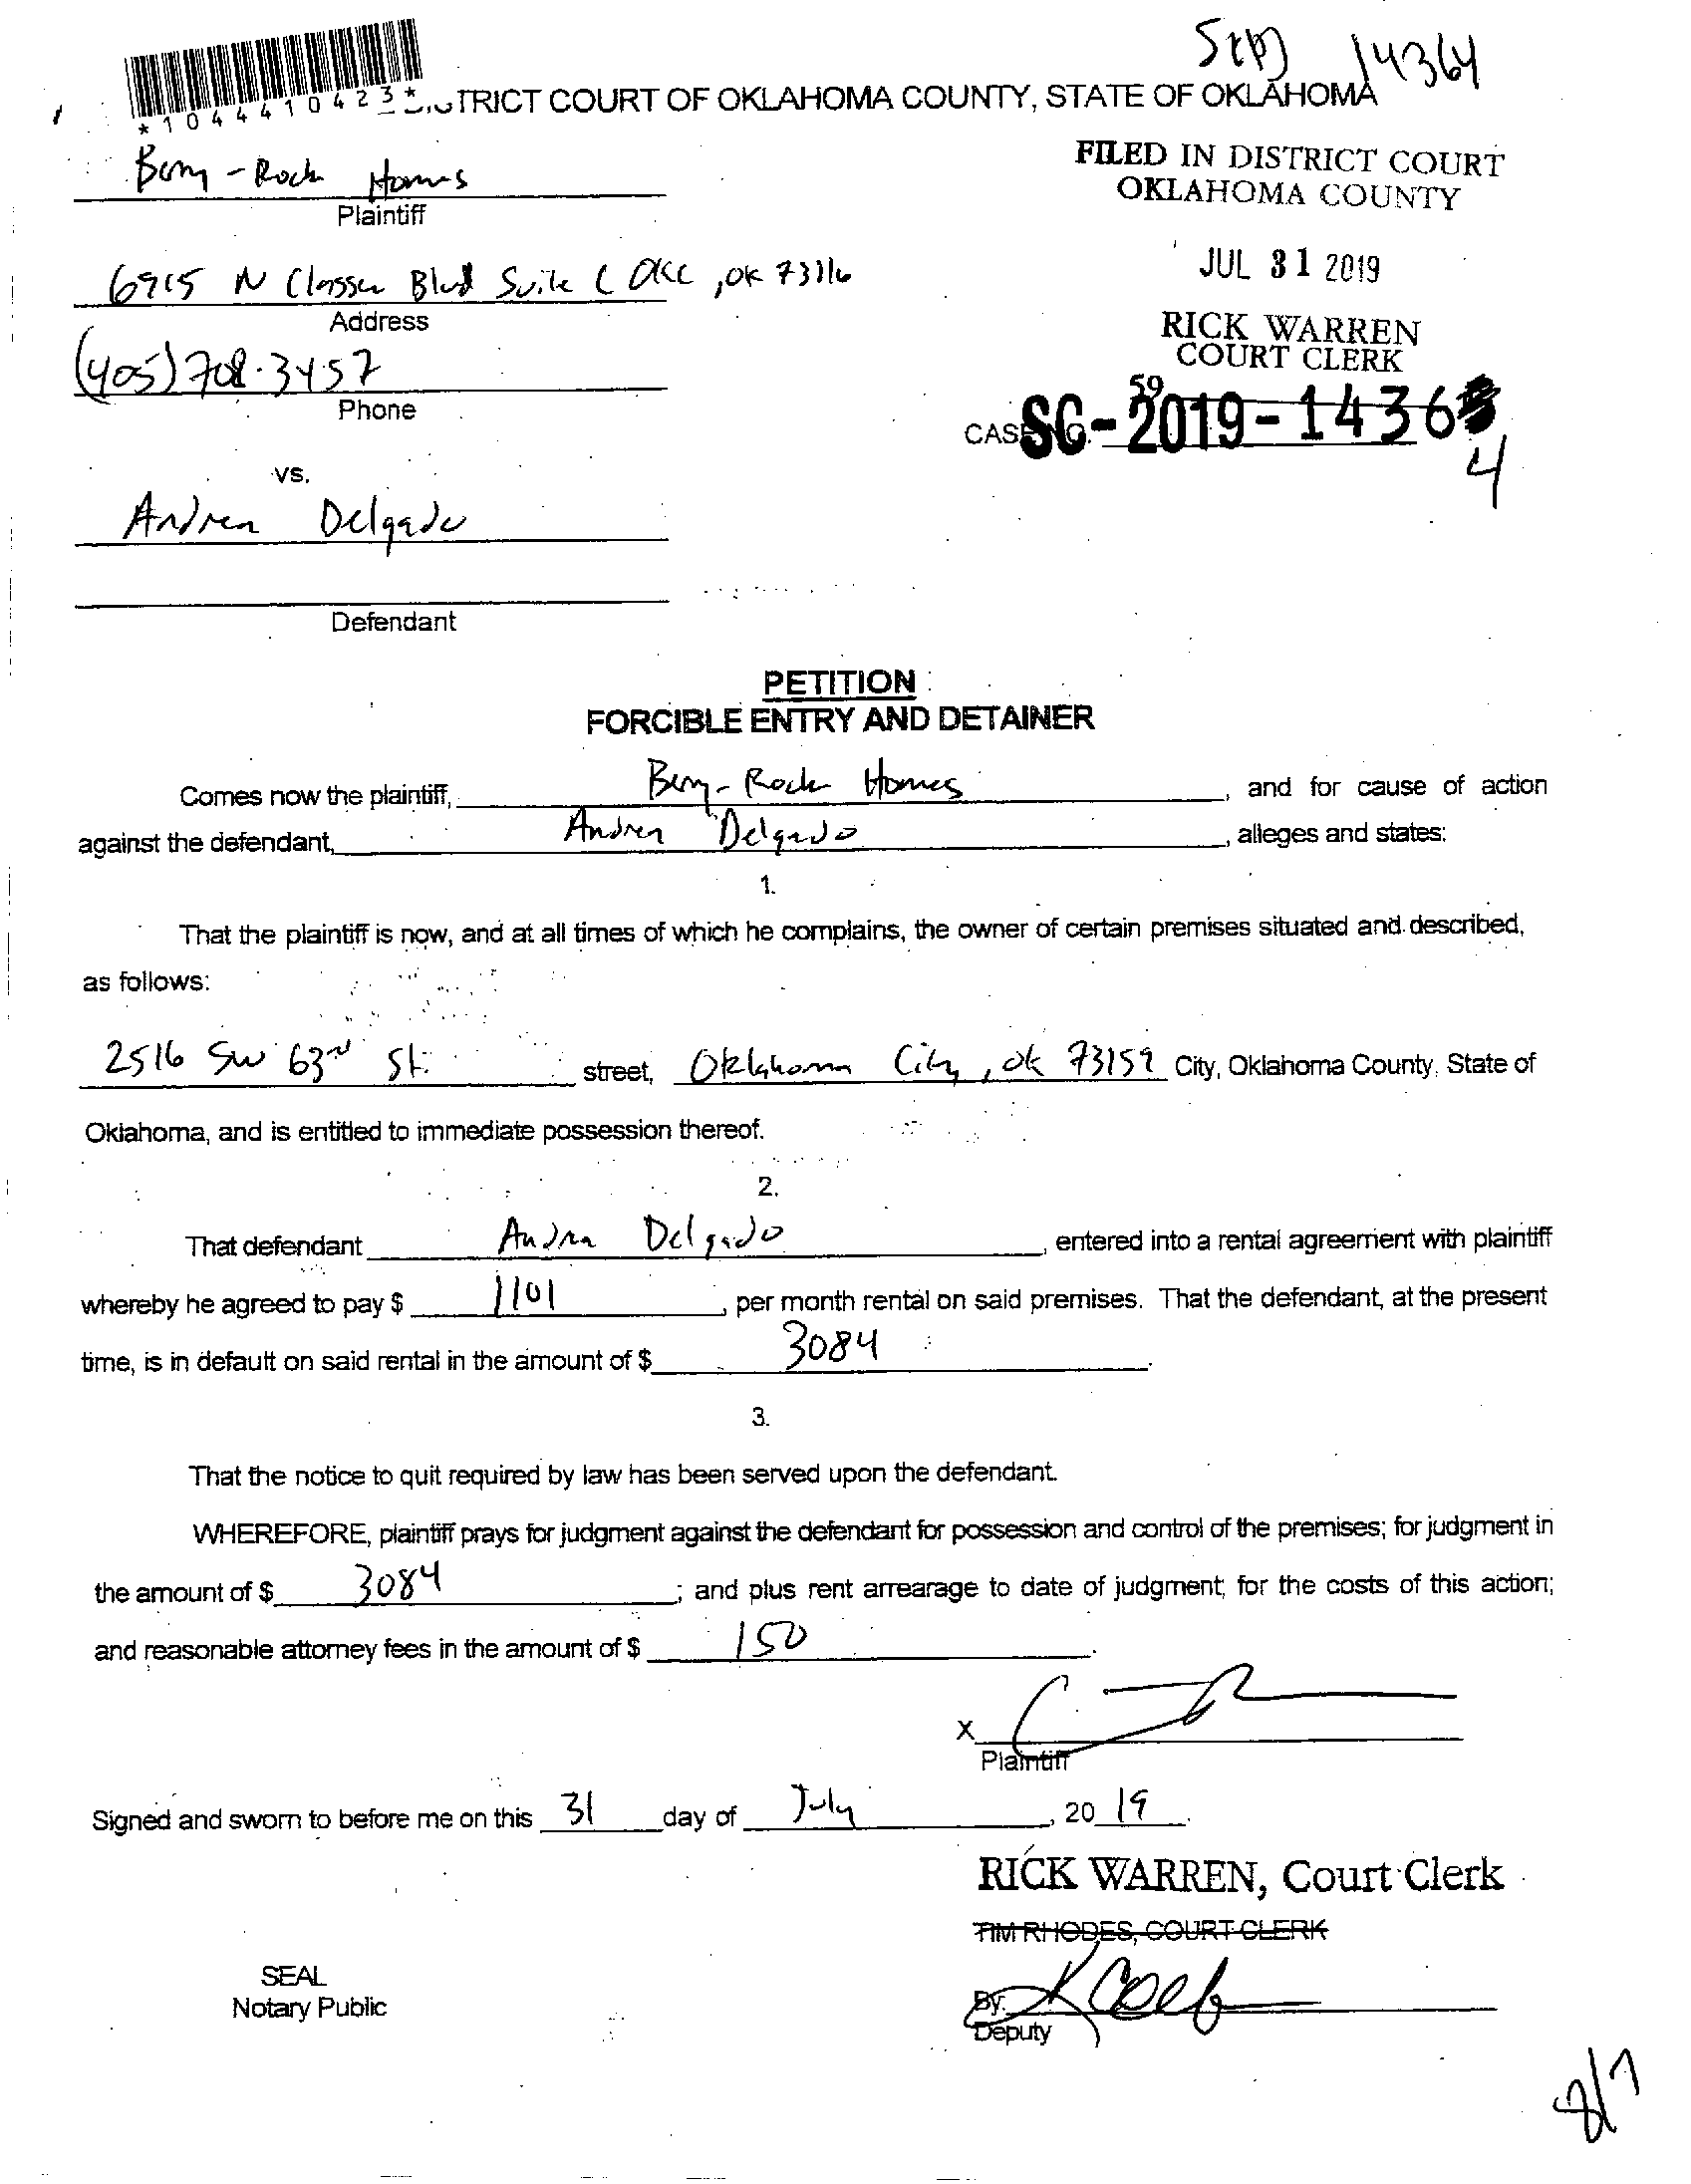 14364
*1044410423*
DISTRICT COURT OF OKLAHOMA COUNTY, STATE OF OKLAHOMA
FILED IN DISTRICT COURT
OKLAHOMA COUNTY
Berry-Rock Homes
Plaintiff
JUL 31 2019
6915 N Classen Blvd Suite C OKC, OK 73116
Address
RICK WARREN
COURT CLERK
(405) 708-3457
Phone
59
CASE NO. SC-2019-1436
4
vs.
Andrea Delgado
Defendant
PETITION
FORCIBLE ENTRY AND DETAINER
Comes now the plaintiff, Berry-Rock Homes, and for cause of action
against the defendant, Andrea Delgado, alleges and states:
1.
That the plaintiff is now, and at all times of which he complains, the owner of certain premises situated and described,
as follows:
2516 SW 63rd St. street, Oklahoma City, OK 73159 City, Oklahoma County, State of
Oklahoma, and is entitled to immediate possession thereof.
2.
That defendant Andrea Delgado, entered into a rental agreement with plaintiff
whereby he agreed to pay $ 1101, per month rental on said premises. That the defendant, at the present
time, is in default on said rental in the amount of $ 3084.
3.
That the notice to quit required by law has been served upon the defendant.
WHEREFORE, plaintiff prays for judgment against the defendant for possession and control of the premises; for judgment in
the amount of $ 3084; and plus rent arrearage to date of judgment; for the costs of this action;
and reasonable attorney fees in the amount of $ 150.
X
Plaintiff
Signed and sworn to before me on this 31 day of July, 20 19.
RICK WARREN, Court Clerk
TIM RHODES, COURT CLERK
SEAL
Notary Public
By:
Deputy
8/7